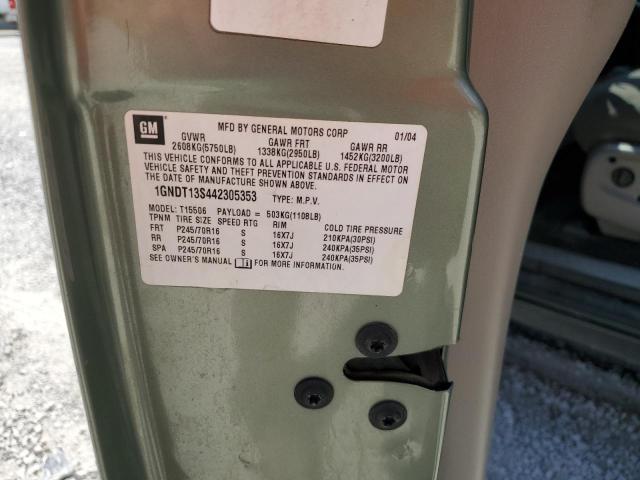 GM
MFD BY GENERAL MOTORS CORP 01/04
GVWR GAWR FRT GAWR RR
2608KG(5750LB) 1338KG(2950LB) 1452KG(3200LB)
THIS VEHICLE CONFORMS TO ALL APPLICABLE U.S. FEDERAL MOTOR
VEHICLE SAFETY AND THEFT PREVENTION STANDARDS IN EFFECT ON
THE DATE OF MANUFACTURE SHOWN ABOVE.
1GNDT13S442305353 TYPE: M.P.V.
MODEL: T15506 PAYLOAD = 503KG(1108LB)
TPNM TIRE SIZE SPEED RTG RIM COLD TIRE PRESSURE
FRT P245/70R16 S 16X7J 210KPA(30PSI)
RR P245/70R16 S 16X7J 240KPA(35PSI)
SPA P245/70R16 S 16X7J 240KPA(35PSI)
SEE OWNER'S MANUAL FOR MORE INFORMATION.